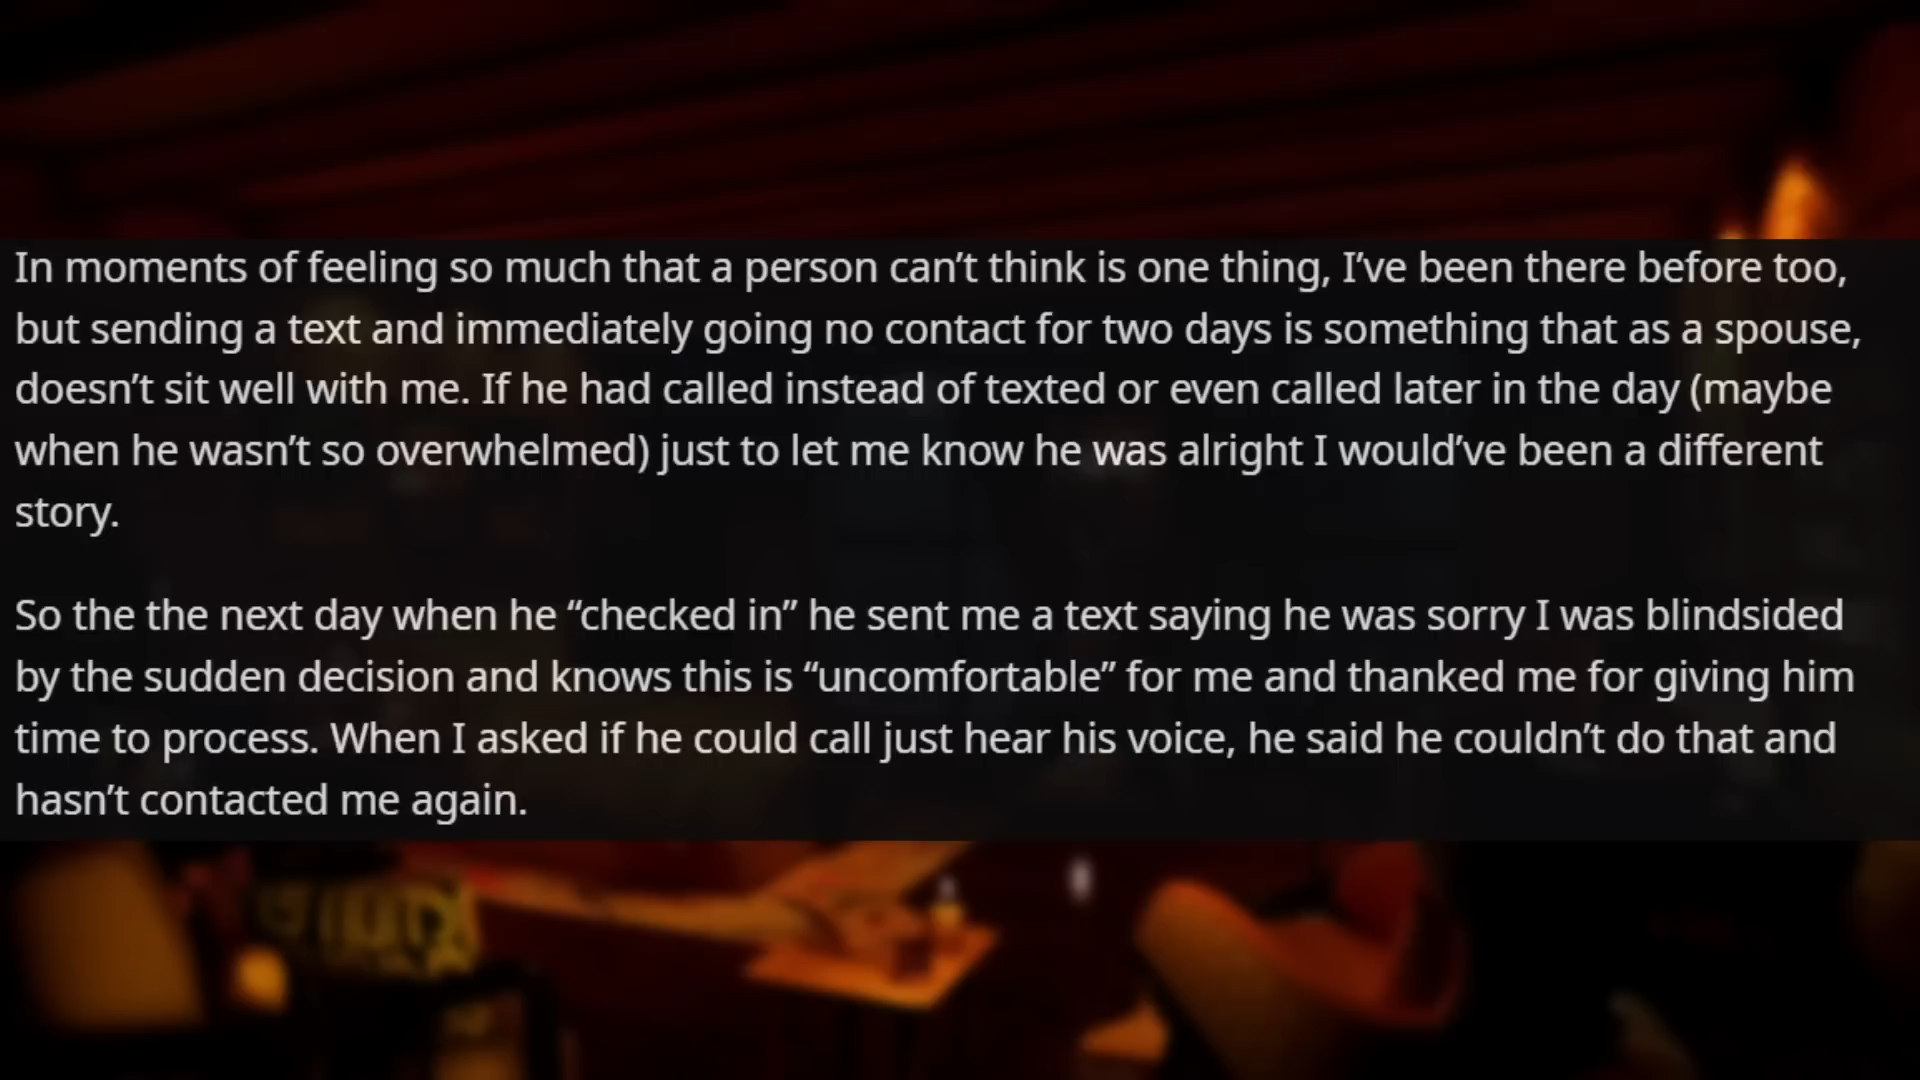 In moments of feeling so much that a person can’t think is one thing, I’ve been there before too,
but sending a text and immediately going no contact for two days is something that as a spouse,
doesn’t sit well with me. If he had called instead of texted or even called later in the day (maybe
when he wasn’t so overwhelmed) just to let me know he was alright I would’ve been a different
story.
So the the next day when he “checked in” he sent me a text saying he was sorry I was blindsided
by the sudden decision and knows this is “uncomfortable” for me and thanked me for giving him
time to process. When I asked if he could call just hear his voice, he said he couldn’t do that and
hasn’t contacted me again.